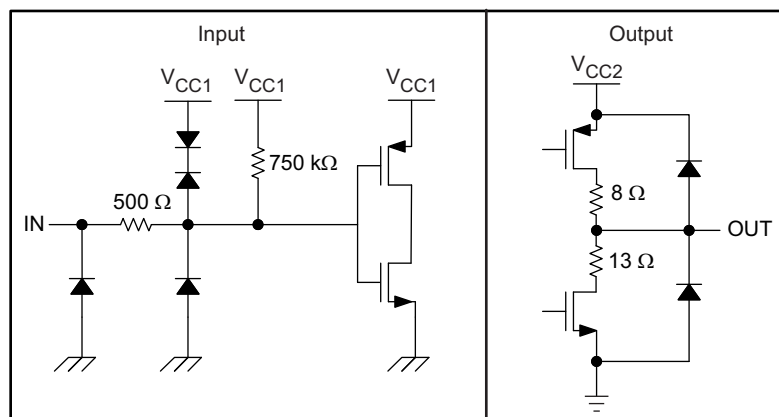 Input
Output
VCC1
VCC1
VCC1
VCC2
750 kΩ
500 Ω
IN
8 Ω
OUT
13 Ω